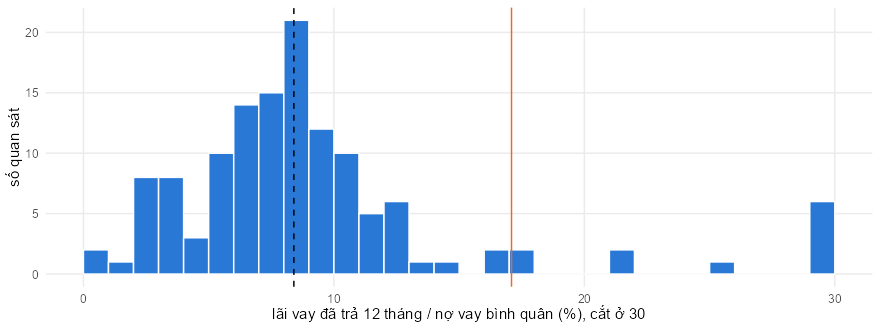 20
15
10
5
0
số quan sát
0 10 20 30
lãi vay đã trả 12 tháng / nợ vay bình quân (%), cắt ở 30